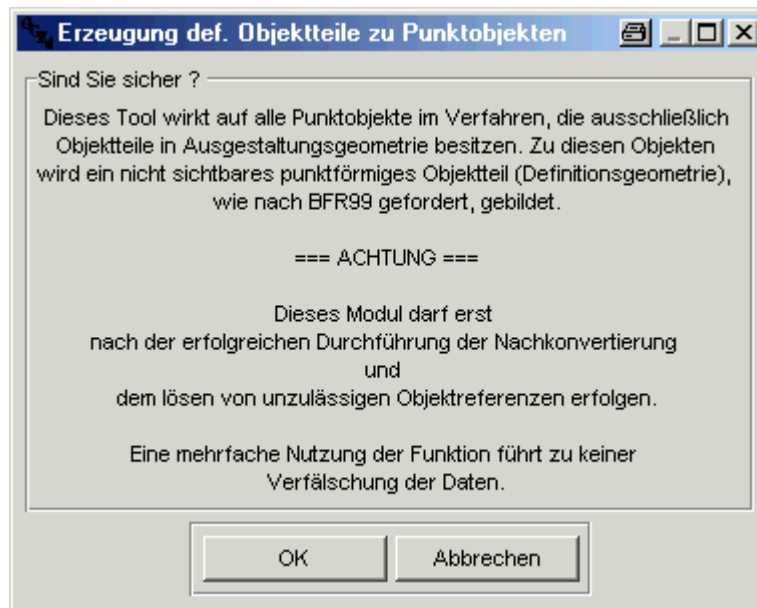 Erzeugung def. Objektteile zu Punktobjekten
Sind Sie sicher ?
Dieses Tool wirkt auf alle Punktobjekte im Verfahren, die ausschließlich
Objektteile in Ausgestaltungsgeometrie besitzen. Zu diesen Objekten
wird ein nicht sichtbares punktförmiges Objektteil (Definitionsgeometrie),
wie nach BFR99 gefordert, gebildet.
=== ACHTUNG ===
Dieses Modul darf erst
nach der erfolgreichen Durchführung der Nachkonvertierung
und
dem lösen von unzulässigen Objektreferenzen erfolgen.
Eine mehrfache Nutzung der Funktion führt zu keiner
Verfälschung der Daten.
OK
Abbrechen